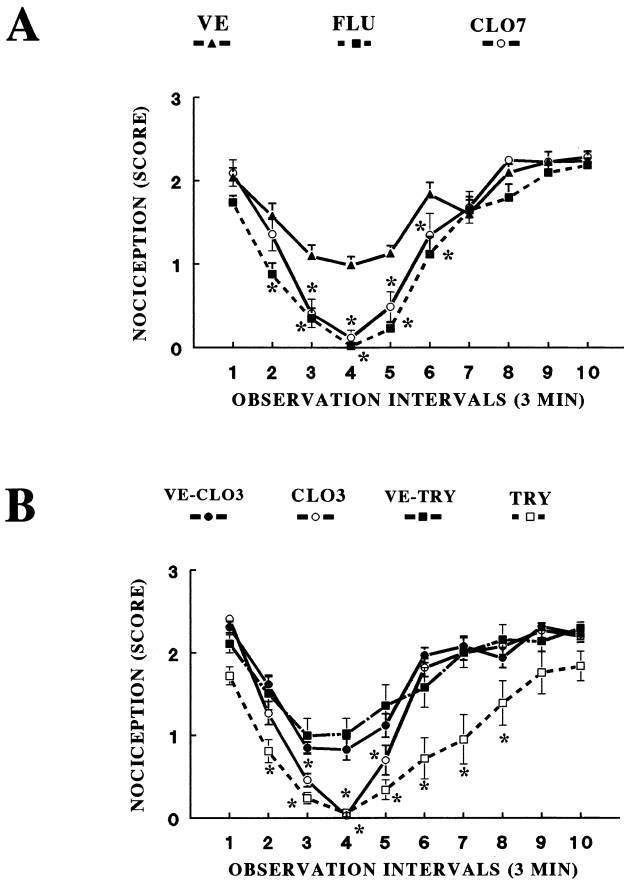 A
VE FLU CLO7
3
2
1
0
NOCICEPTION (SCORE)
* * * * * * * * *
1 2 3 4 5 6 7 8 9 10
OBSERVATION INTERVALS (3 MIN)
B
VE-CLO3 CLO3 VE-TRY TRY
3
2
1
0
NOCICEPTION (SCORE)
* * * * * * * * * *
1 2 3 4 5 6 7 8 9 10
OBSERVATION INTERVALS (3 MIN)